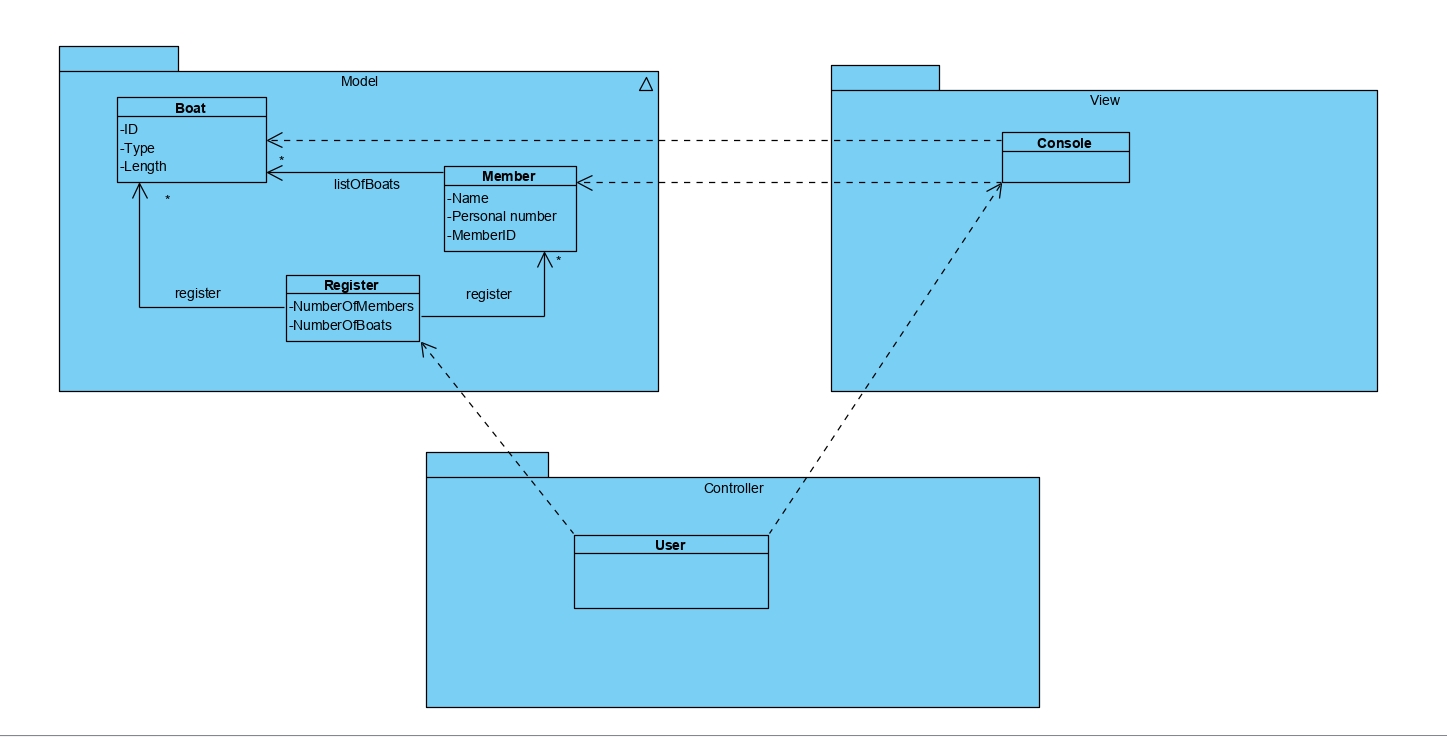 Model
Boat
-ID
-Type
-Length
*
*
listOfBoats
Member
-Name
-Personal number
-MemberID
*
register
Register
-NumberOfMembers
-NumberOfBoats
register
View
Console
Controller
User